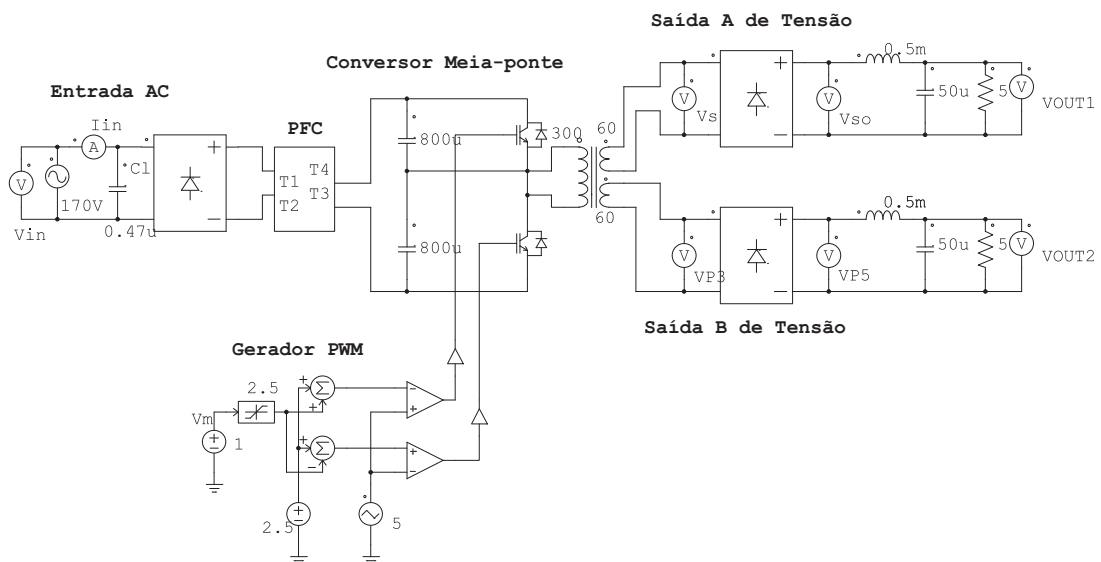 Saída A de Tensão
0.5m
Conversor Meia-ponte
V
Vs
V
Vso
50u
5
V
VOUT1
Entrada AC
Iin
A
PFC
800u
300
60
V
170V
C1
0.47u
Vin
T1
T2
T4
T3
800u
60
0.5m
V
VP3
V
VP5
50u
5
V
VOUT2
Saída B de Tensão
Gerador PWM
2.5
Vm
1
Σ
Σ
2.5
5